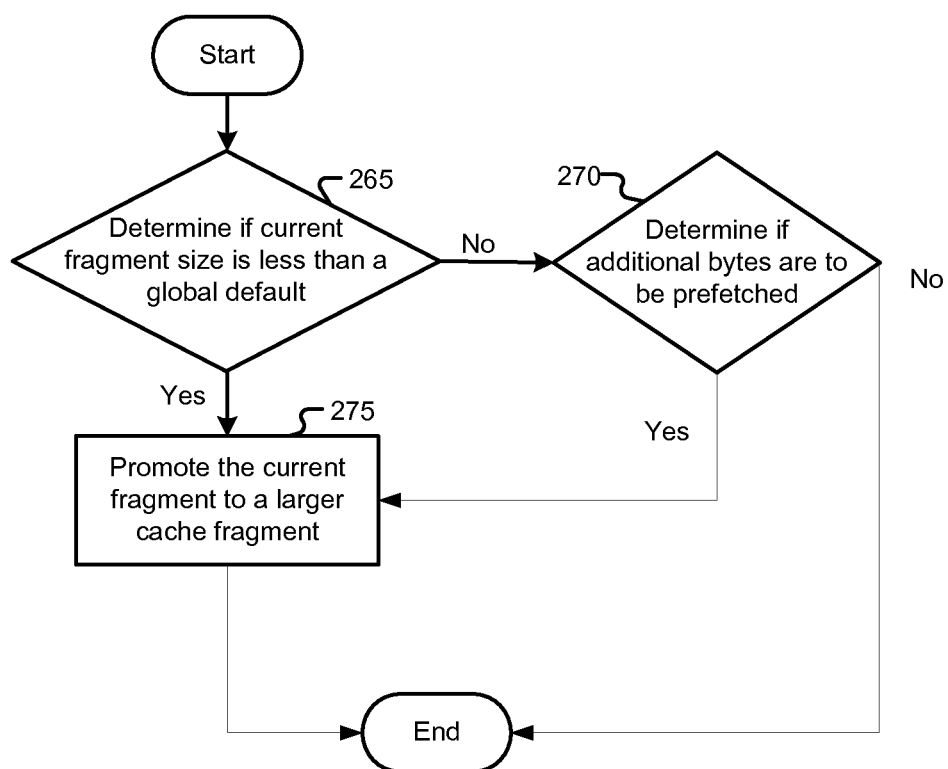 Start
265
Determine if current
fragment size is less than a
global default
No
270
Determine if
additional bytes are to
be prefetched
No
Yes
275
Promote the current
fragment to a larger
cache fragment
Yes
End